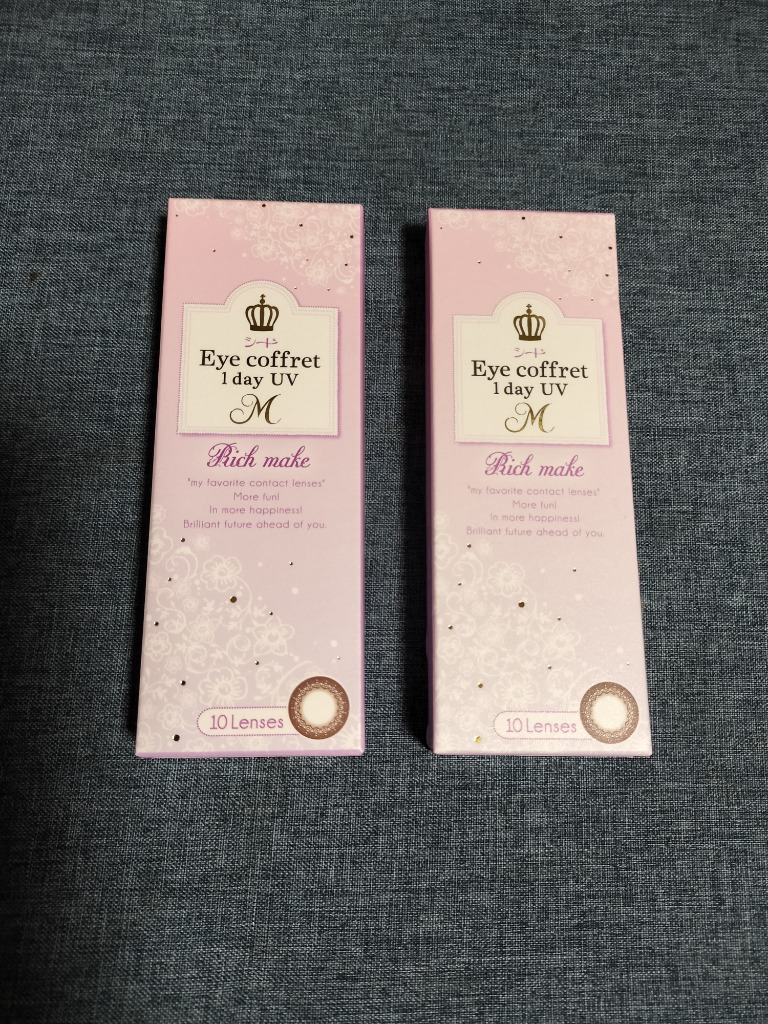 シード
Eye coffret
1day UV
M
Rich make
"my favorite contact lenses"
More fun!
In more happiness!
Brilliant future ahead of you.
10 Lenses
シード
Eye coffret
1day UV
M
Rich make
"my favorite contact lenses"
More fun!
In more happiness!
Brilliant future ahead of you.
10 Lenses